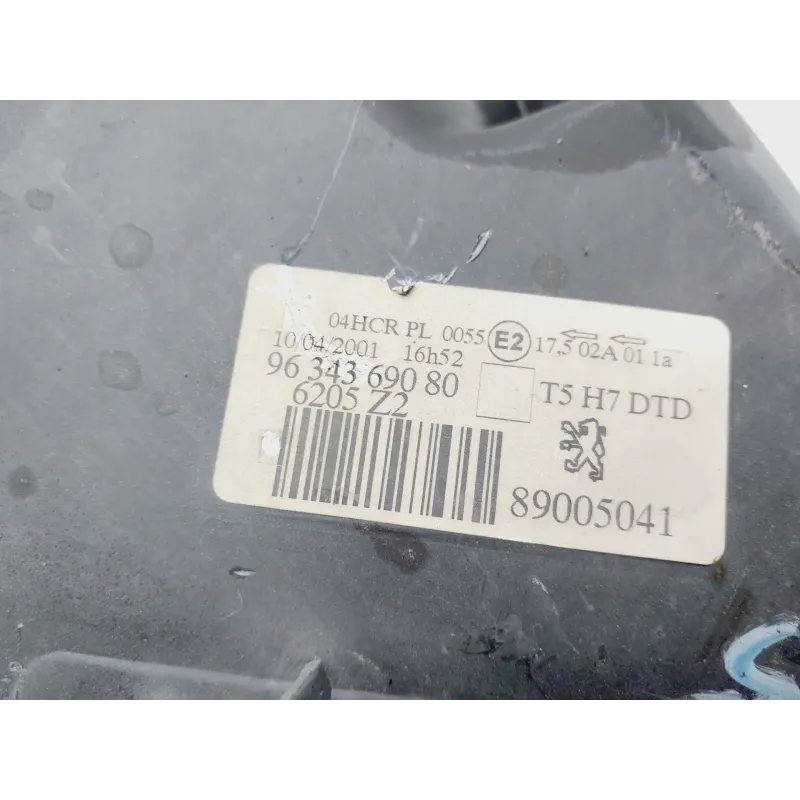 04HCR PL 0055 E2 17,5 02A 01 1a
10/04/2001 16h52
96 343 690 80
6205 Z2
T5 H7 DTD
89005041